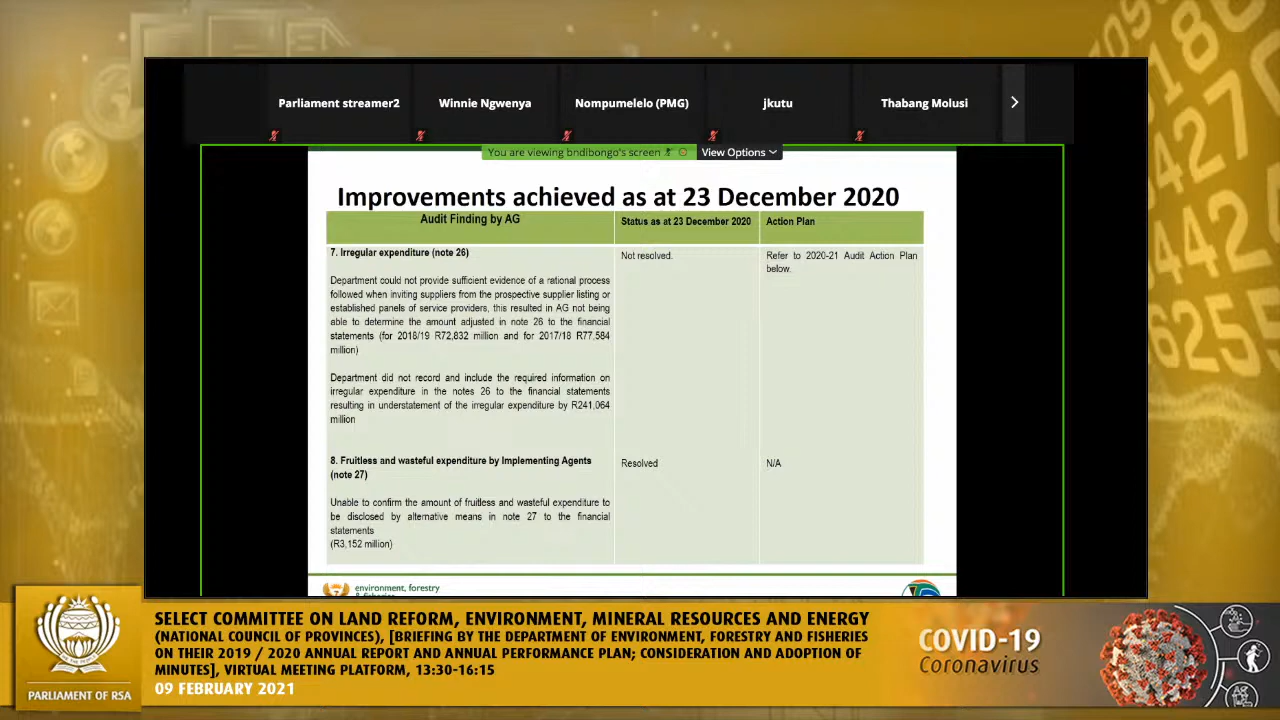 Parliament streamer2
Winnie Ngwenya
Nompumelelo (PMG)
jkutu
Thabang Molusi
You are viewing bndibongo's screen
View Options
Improvements achieved as at 23 December 2020
Audit Finding by AG
Status as at 23 December 2020
Action Plan
7. Irregular expenditure (note 26)
Department could not provide sufficient evidence of a rational process
followed when inviting suppliers from the prospective supplier listing or
established panels of service providers, this resulted in AG not being
able to determine the amount adjusted in note 26 to the financial
statements (for 2018/19 R72,832 million and for 2017/18 R77,584
million)
Department did not record and include the required information on
irregular expenditure in the notes 26 to the financial statements
resulting in understatement of the irregular expenditure by R241,064
million
Not resolved.
Refer to 2020-21 Audit Action Plan
below.
8. Fruitless and wasteful expenditure by Implementing Agents
(note 27)
Unable to confirm the amount of fruitless and wasteful expenditure to
be disclosed by alternative means in note 27 to the financial
statements
(R3,152 million)
Resolved
N/A
environment, forestry
SELECT COMMITTEE ON LAND REFORM, ENVIRONMENT, MINERAL RESOURCES AND ENERGY
(NATIONAL COUNCIL OF PROVINCES), [BRIEFING BY THE DEPARTMENT OF ENVIRONMENT, FORESTRY AND FISHERIES
ON THEIR 2019 / 2020 ANNUAL REPORT AND ANNUAL PERFORMANCE PLAN; CONSIDERATION AND ADOPTION OF
MINUTES], VIRTUAL MEETING PLATFORM, 13:30-16:15
09 FEBRUARY 2021
PARLIAMENT OF RSA
COVID-19
Coronavirus